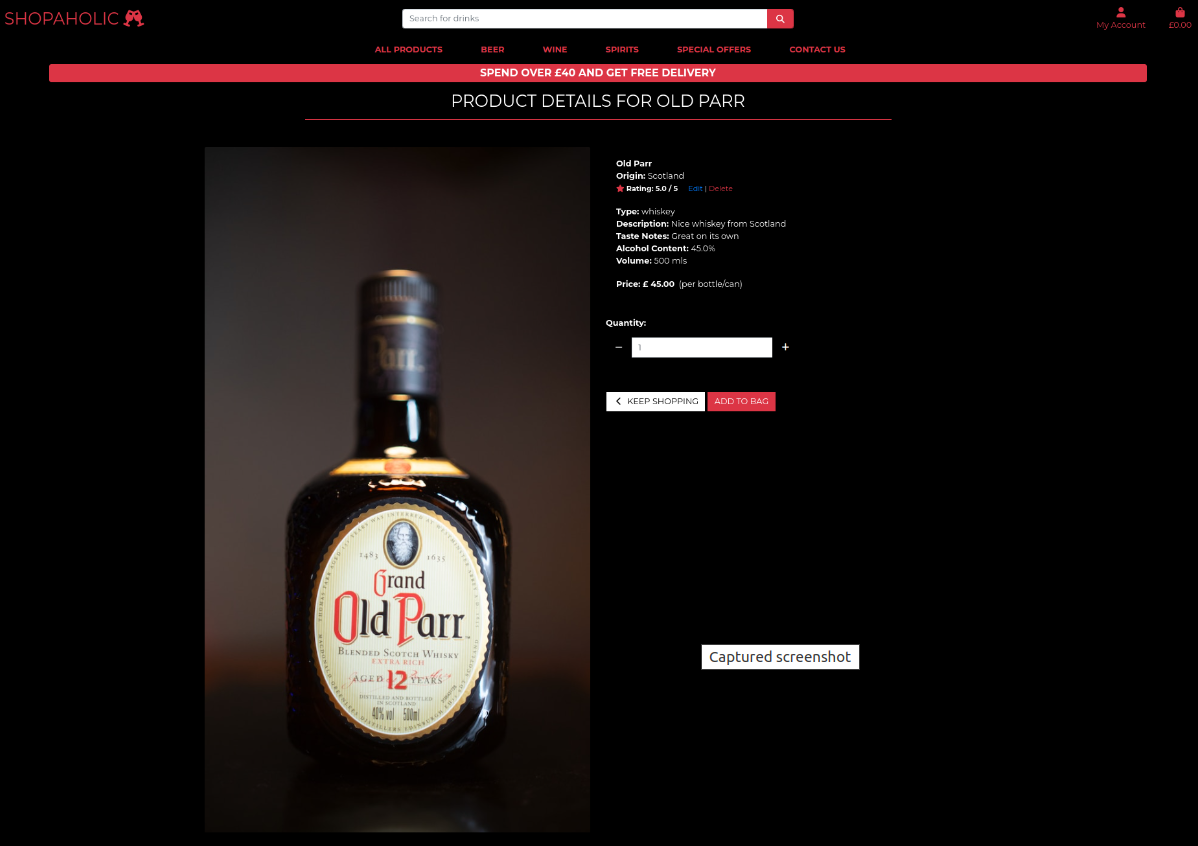 SHOPAHOLIC
Search for drinks
My Account
£0.00
ALL PRODUCTS BEER WINE SPIRITS SPECIAL OFFERS CONTACT US
SPEND OVER £40 AND GET FREE DELIVERY
PRODUCT DETAILS FOR OLD PARR
Old Parr
Origin: Scotland
Rating: 5.0 / 5 Edit | Delete
Type: whiskey
Description: Nice whiskey from Scotland
Taste Notes: Great on its own
Alcohol Content: 45.0%
Volume: 500 mls
Price: £ 45.00 (per bottle/can)
Quantity:
− 1 +
KEEP SHOPPING ADD TO BAG
Parr
1483 1635
Grand
Old Parr
BLENDED SCOTCH WHISKY
EXTRA RICH
AGED 12 YEARS
DISTILLED AND BOTTLED
IN SCOTLAND
40% vol 500ml
Captured screenshot